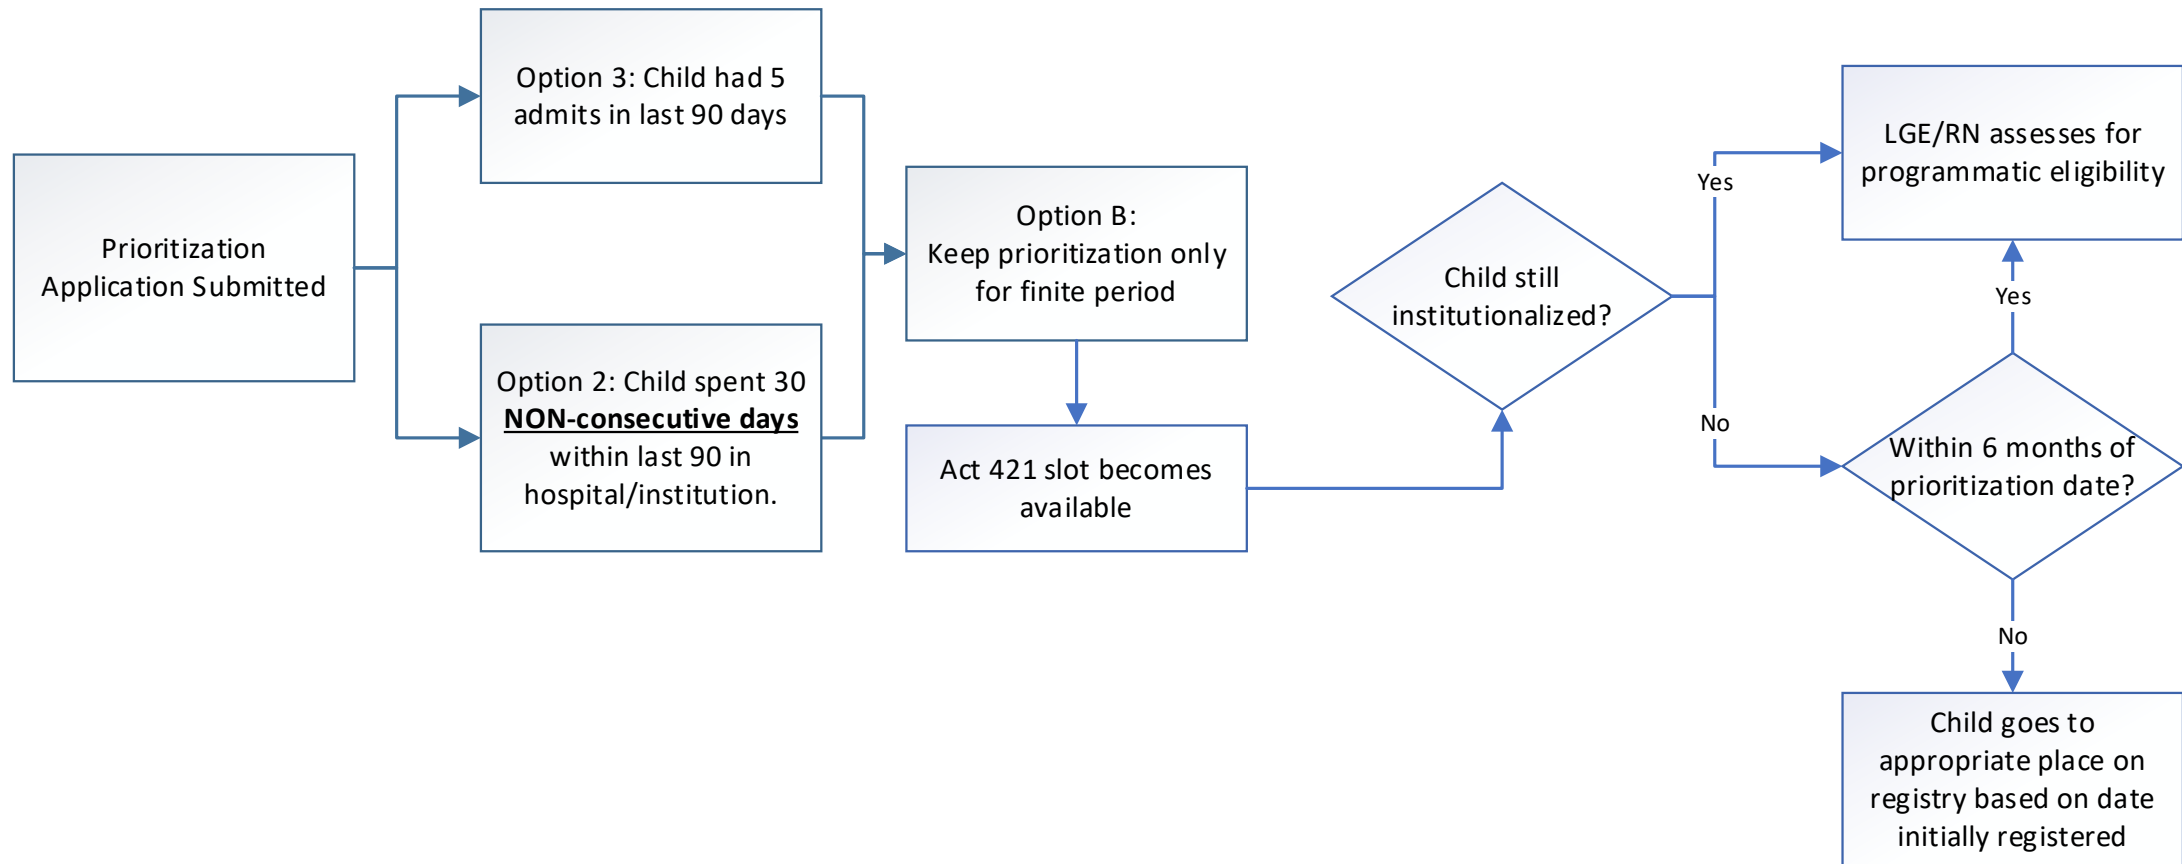 Prioritization
Application Submitted
Option 3: Child had 5
admits in last 90 days
Option 2: Child spent 30
NON-consecutive days
within last 90 in
hospital/institution.
Option B:
Keep prioritization only
for finite period
Act 421 slot becomes
available
Child still
institutionalized?
Yes
No
LGE/RN assesses for
programmatic eligibility
Yes
Within 6 months of
prioritization date?
No
Child goes to
appropriate place on
registry based on date
initially registered